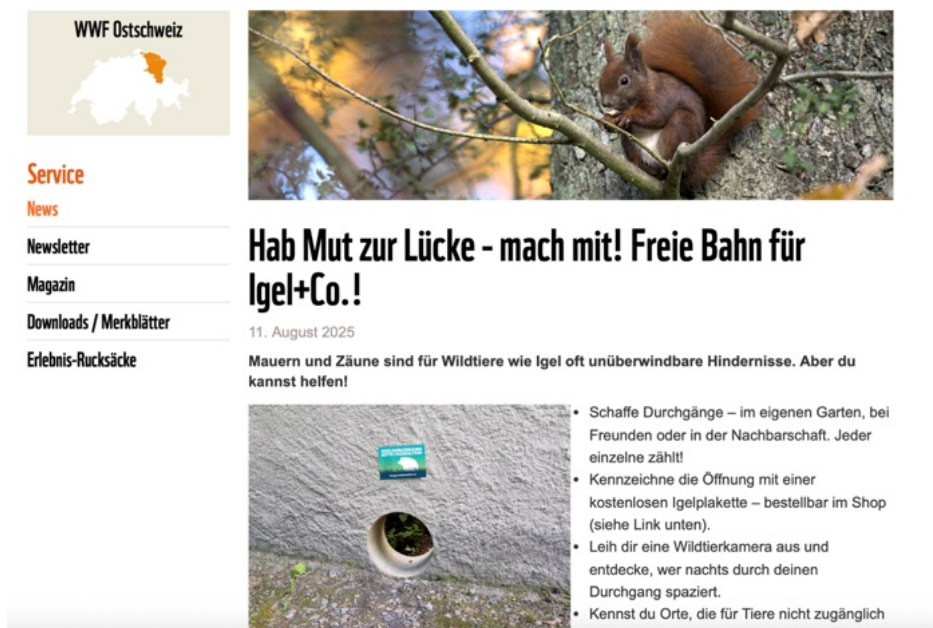 WWF Ostschweiz
Service
News
Newsletter
Magazin
Downloads / Merkblätter
Erlebnis-Rucksäcke
Hab Mut zur Lücke - mach mit! Freie Bahn für
Igel+Co.!
11. August 2025
Mauern und Zäune sind für Wildtiere wie Igel oft unüberwindbare Hindernisse. Aber du
kannst helfen!
• Schaffe Durchgänge – im eigenen Garten, bei
Freunden oder in der Nachbarschaft. Jeder
einzelne zählt!
• Kennzeichne die Öffnung mit einer
kostenlosen Igelplakette – bestellbar im Shop
(siehe Link unten).
• Leih dir eine Wildtierkamera aus und
entdecke, wer nachts durch deinen
Durchgang spaziert.
• Kennst du Orte, die für Tiere nicht zugänglich